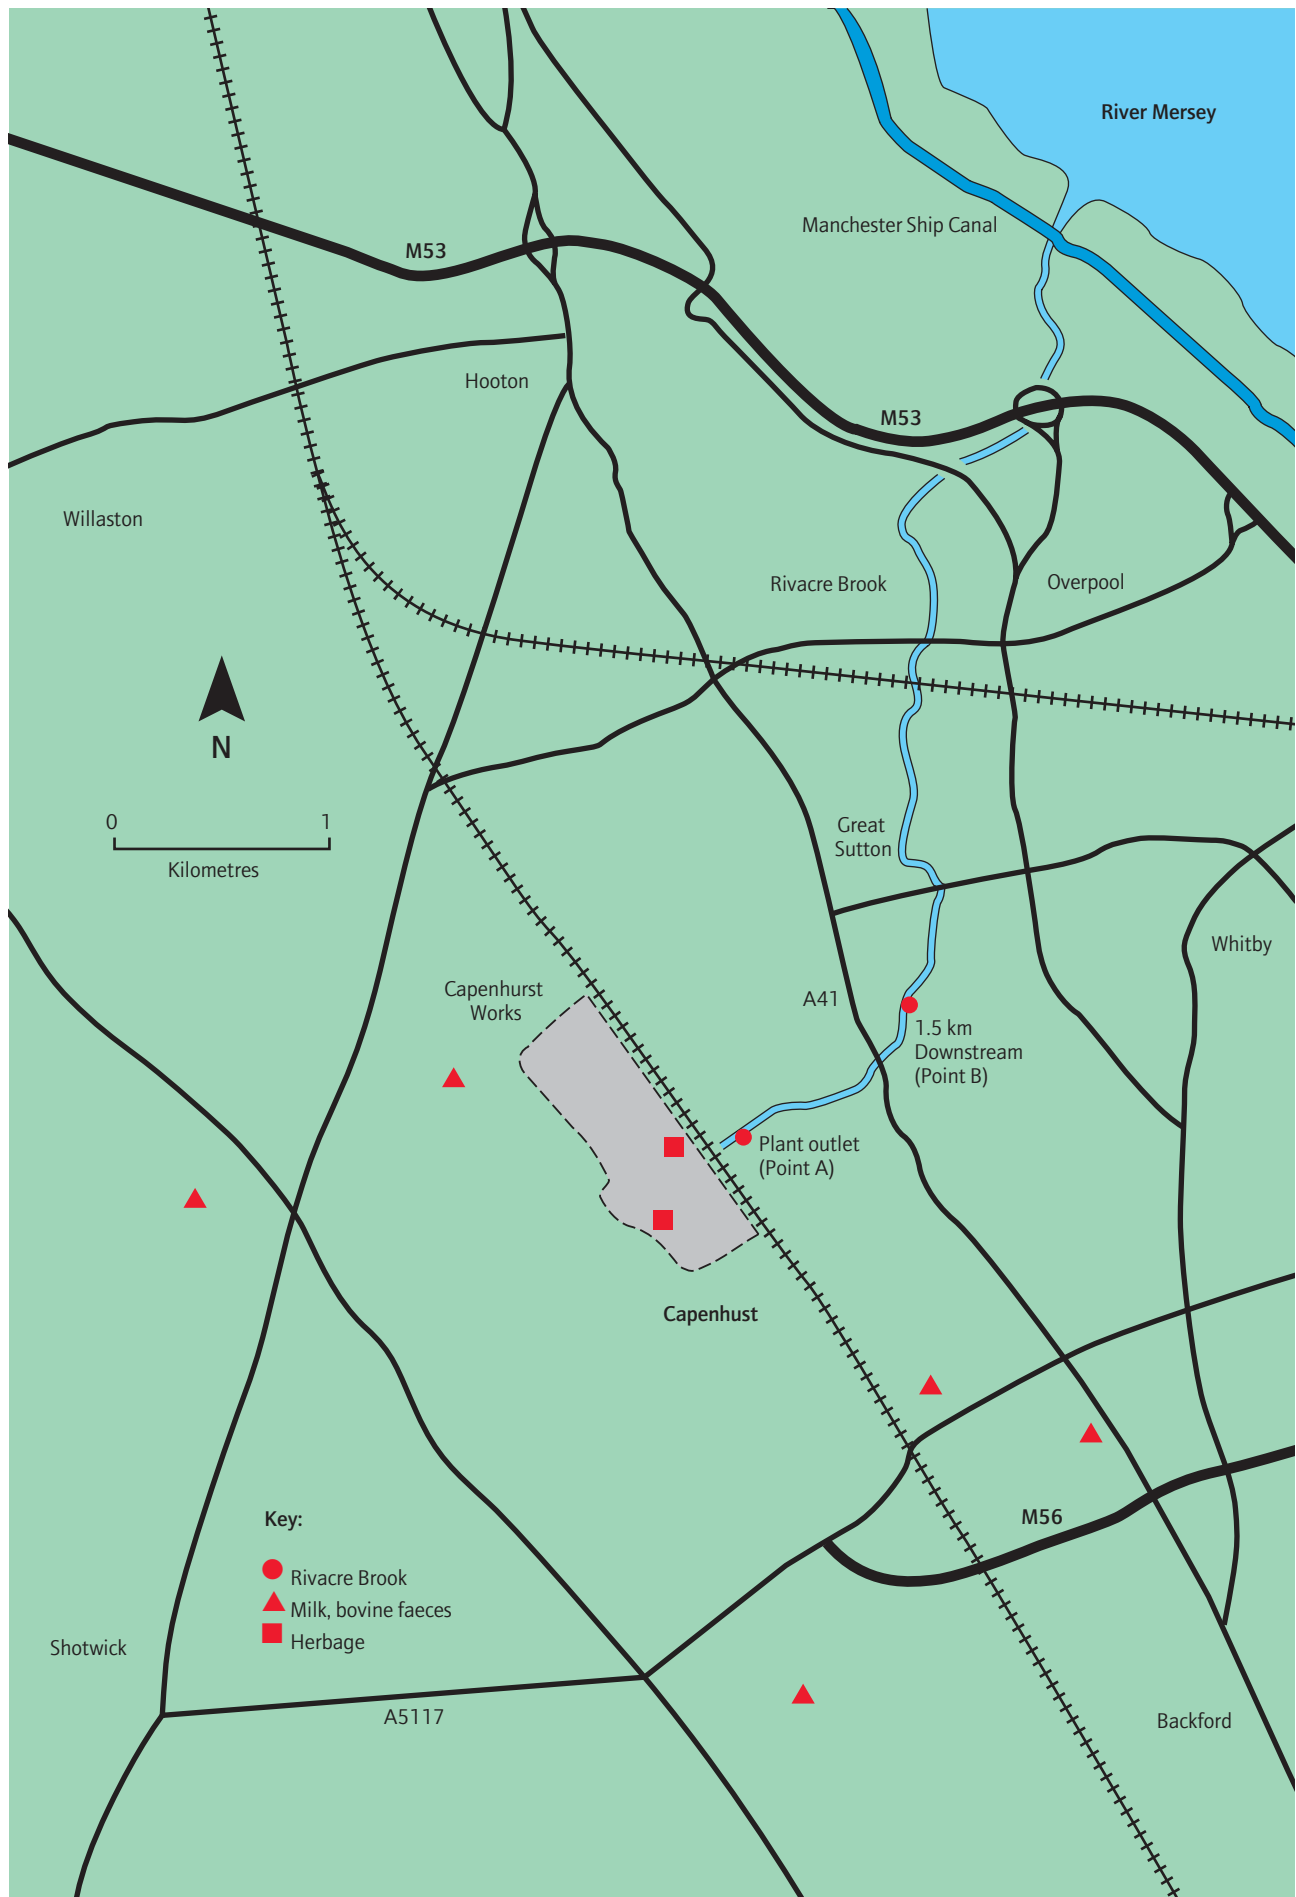 River Mersey
Manchester Ship Canal
M53
Hooton
M53
Willaston
Rivacre Brook
Overpool
N
0 1
Kilometres
Great
Sutton
Whitby
Capenhurst
Works
A41
1.5 km
Downstream
(Point B)
Plant outlet
(Point A)
Capenhust
M56
Key:
Rivacre Brook
Milk, bovine faeces
Herbage
Shotwick
A5117
Backford